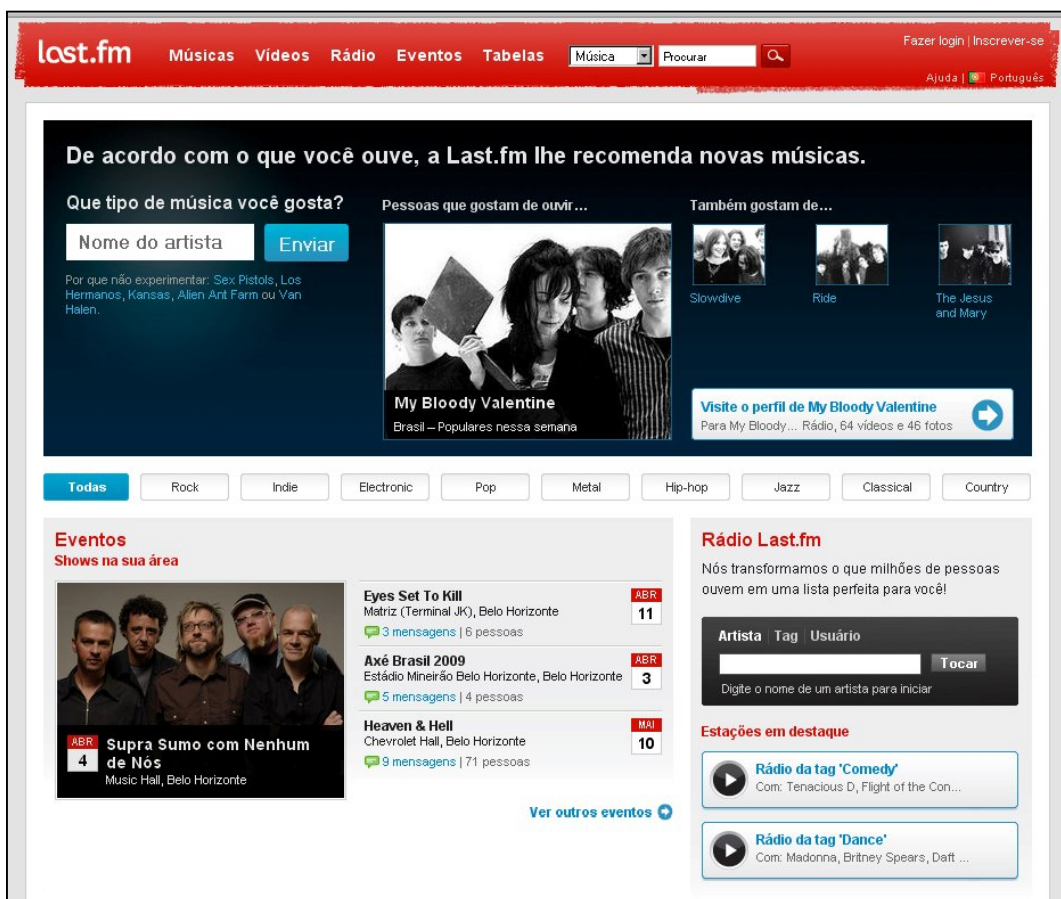 last.fm
Músicas Vídeos Rádio Eventos Tabelas
Música
Procurar
Fazer login | Inscrever-se
Ajuda | Português
De acordo com o que você ouve, a Last.fm lhe recomenda novas músicas.
Que tipo de música você gosta?
Nome do artista
Enviar
Por que não experimentar: Sex Pistols, Los
Hermanos, Kansas, Alien Ant Farm ou Van
Halen.
Pessoas que gostam de ouvir...
My Bloody Valentine
Brasil – Populares nessa semana
Também gostam de...
Slowdive
Ride
The Jesus
and Mary
Visite o perfil de My Bloody Valentine
Para My Bloody... Rádio, 64 vídeos e 46 fotos
Todas Rock Indie Electronic Pop Metal Hip-hop Jazz Classical Country
Eventos
Shows na sua área
ABR
4
Supra Sumo com Nenhum
de Nós
Music Hall, Belo Horizonte
Eyes Set To Kill
Matriz (Terminal JK), Belo Horizonte
3 mensagens | 6 pessoas
ABR
11
Axé Brasil 2009
Estádio Mineirão Belo Horizonte, Belo Horizonte
5 mensagens | 4 pessoas
ABR
3
Heaven & Hell
Chevrolet Hall, Belo Horizonte
9 mensagens | 71 pessoas
MAI
10
Ver outros eventos
Rádio Last.fm
Nós transformamos o que milhões de pessoas
ouvem em uma lista perfeita para você!
Artista | Tag | Usuário
Tocar
Digite o nome de um artista para iniciar
Estações em destaque
Rádio da tag 'Comedy'
Com: Tenacious D, Flight of the Con...
Rádio da tag 'Dance'
Com: Madonna, Britney Spears, Daft ...